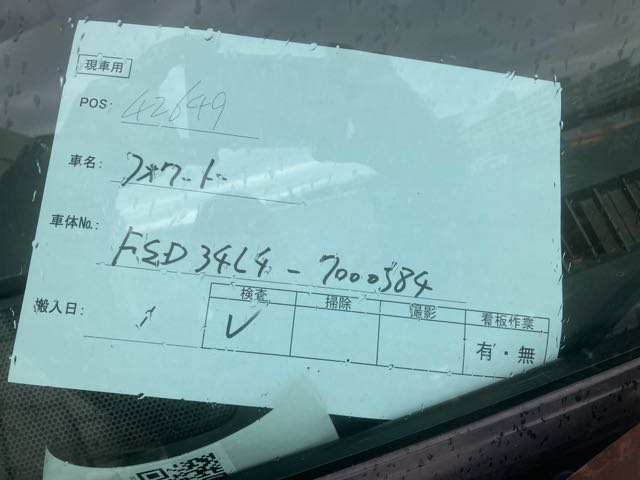 現車用
POS: 42649
車名: フォワード
車体No.: FSD34L4-7000584
搬入日: /
検査 掃除 撮影 看板作業
✓ 有・無